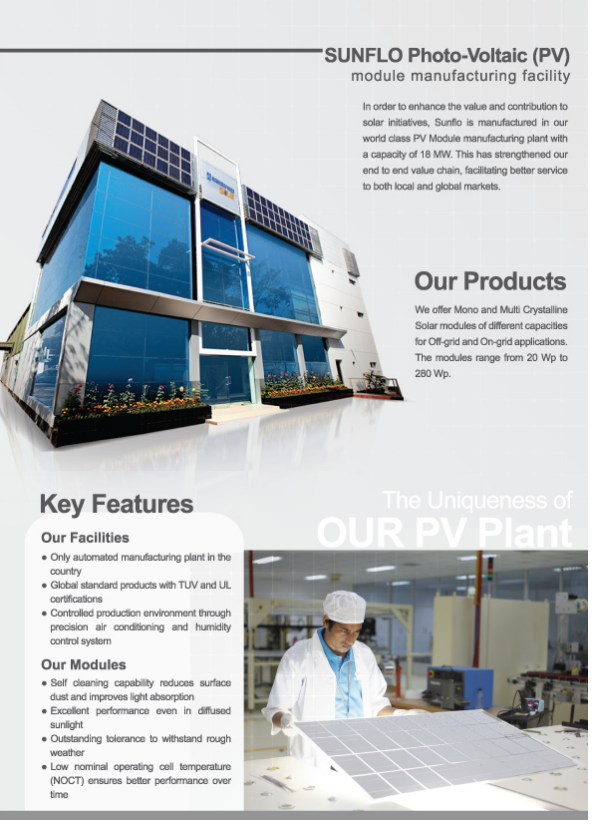 SUNFLO Photo-Voltaic (PV)
module manufacturing facility
In order to enhance the value and contribution to
solar initiatives, Sunflo is manufactured in our
world class PV Module manufacturing plant with
a capacity of 18 MW. This has strengthened our
end to end value chain, facilitating better service
to both local and global markets.
Our Products
We offer Mono and Multi Crystalline
Solar modules of different capacities
for Off-grid and On-grid applications.
The modules range from 20 Wp to
280 Wp.
Key Features
Our Facilities
● Only automated manufacturing plant in the
country
● Global standard products with TUV and UL
certifications
● Controlled production environment through
precision air conditioning and humidity
control system
Our Modules
● Self cleaning capability reduces surface
dust and improves light absorption
● Excellent performance even in diffused
sunlight
● Outstanding tolerance to withstand rough
weather
● Low nominal operating cell temperature
(NOCT) ensures better performance over
time
The Uniqueness of
OUR PV Plant